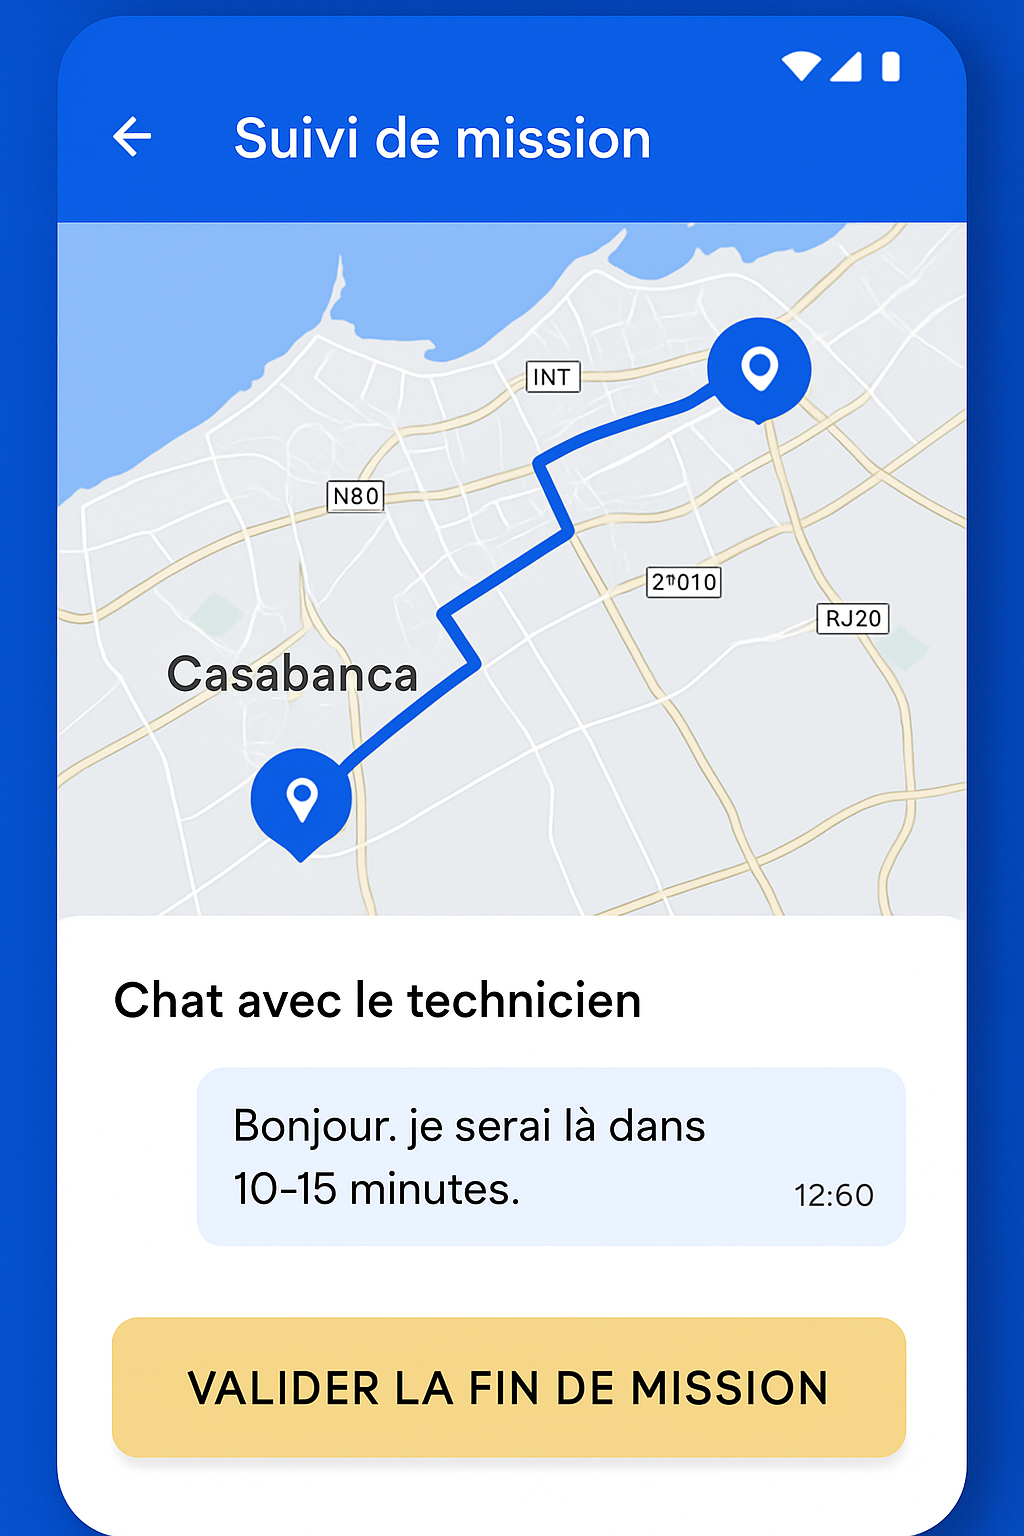 Suivi de mission
INT
N80
2π010
RJ20
Casabanca
Chat avec le technicien
Bonjour. je serai là dans
10-15 minutes.
12:60
VALIDER LA FIN DE MISSION